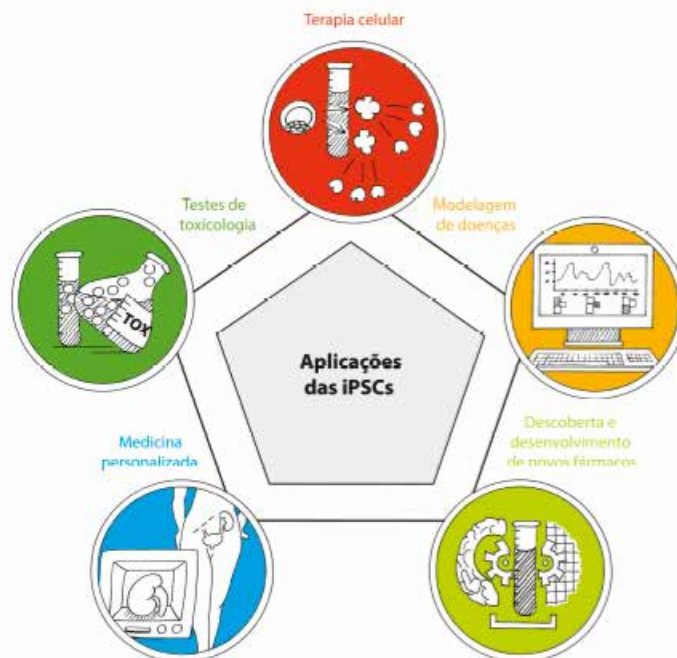 Terapia celular
Testes de
toxicologia
Modelagem
de doenças
TOX
Aplicações
das iPSCs
Medicina
personalizada
Descoberta e
desenvolvimento
de novos fármacos